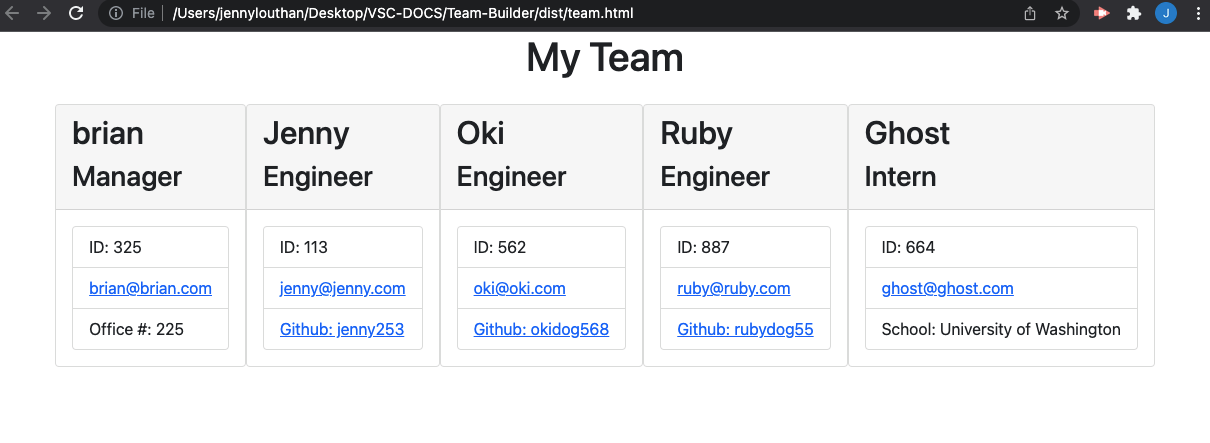 File /Users/jennylouthan/Desktop/VSC-DOCS/Team-Builder/dist/team.html
J
My Team
brian
Manager
ID: 325
brian@brian.com
Office #: 225
Jenny
Engineer
ID: 113
jenny@jenny.com
Github: jenny253
Oki
Engineer
ID: 562
oki@oki.com
Github: okidog568
Ruby
Engineer
ID: 887
ruby@ruby.com
Github: rubydog55
Ghost
Intern
ID: 664
ghost@ghost.com
School: University of Washington